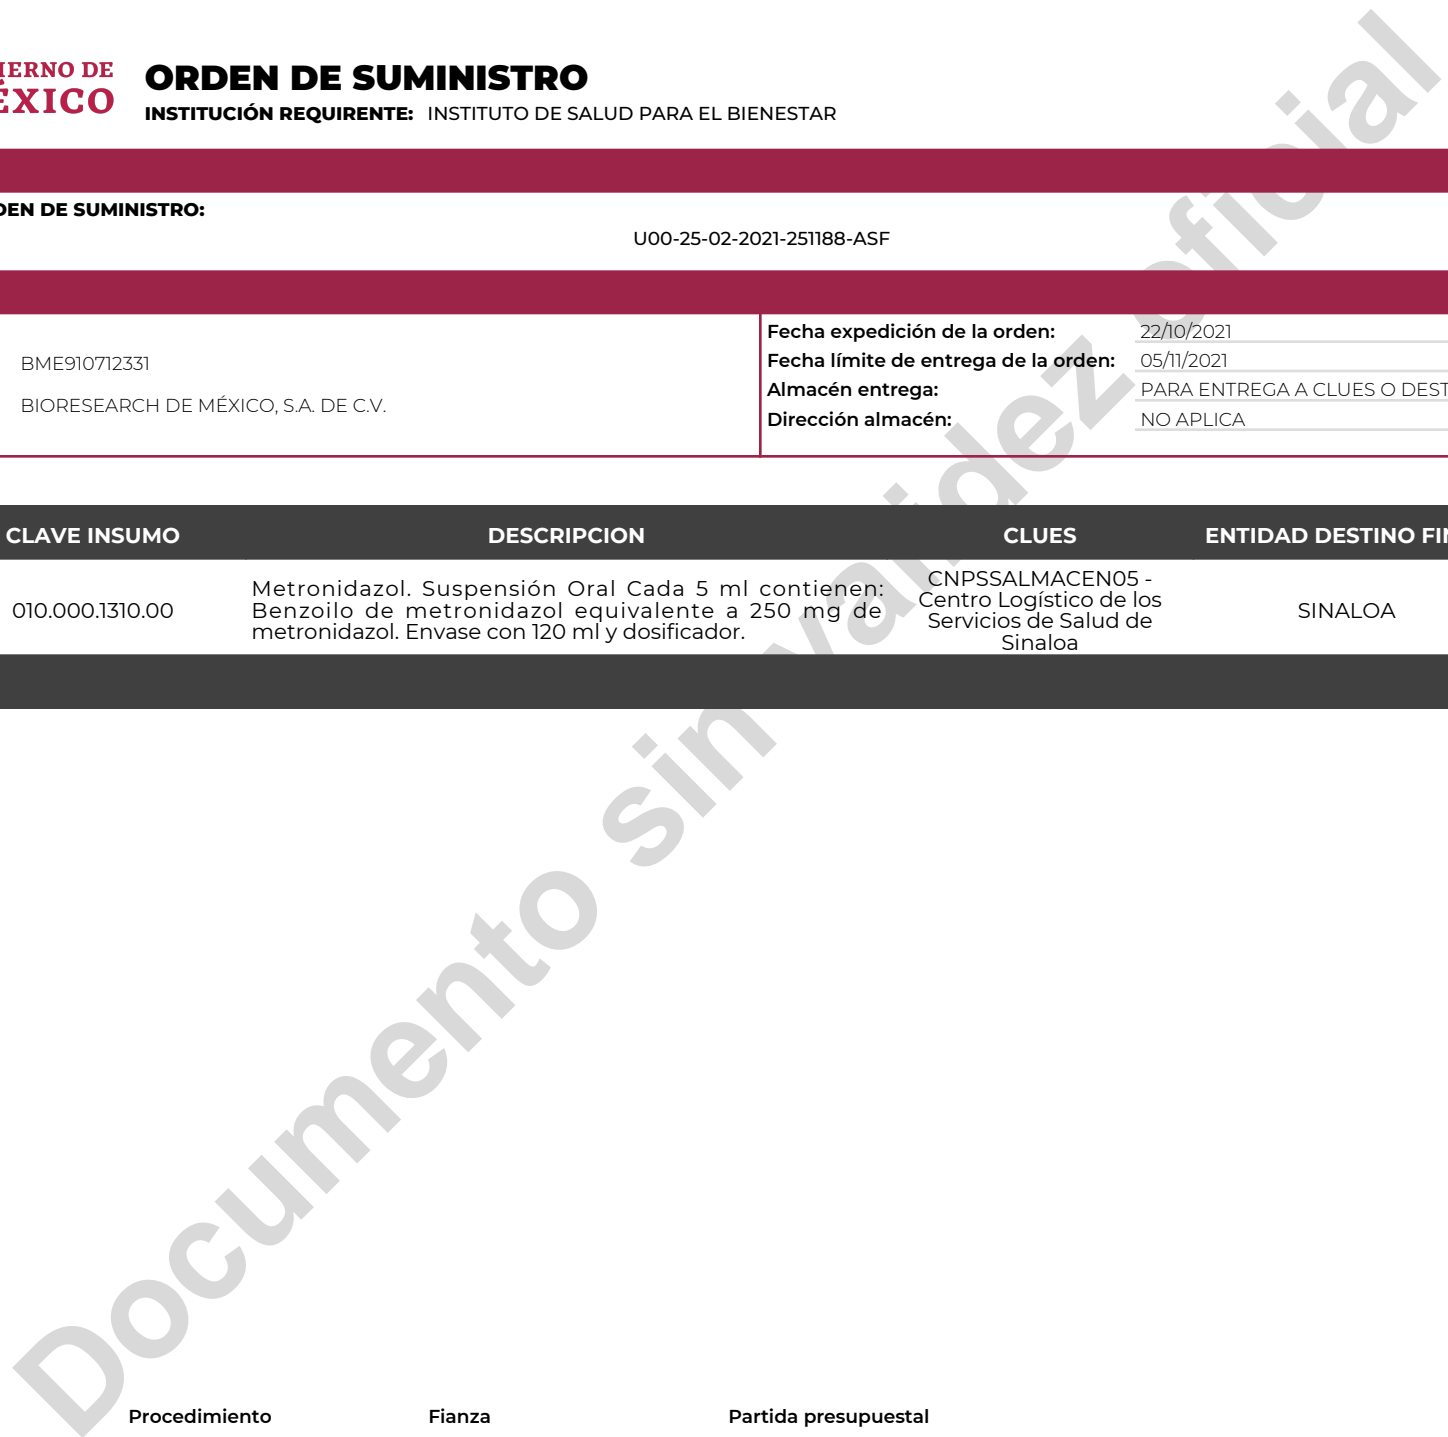 IERNO DE
ÉXICO
ORDEN DE SUMINISTRO
INSTITUCIÓN REQUIRENTE: INSTITUTO DE SALUD PARA EL BIENESTAR
DEN DE SUMINISTRO:
U00-25-02-2021-251188-ASF
BME910712331
BIORESEARCH DE MÉXICO, S.A. DE C.V.
Fecha expedición de la orden: 22/10/2021
Fecha límite de entrega de la orden: 05/11/2021
Almacén entrega: PARA ENTREGA A CLUES O DEST
Dirección almacén: NO APLICA
CLAVE INSUMO DESCRIPCION CLUES ENTIDAD DESTINO FIN
010.000.1310.00
Metronidazol. Suspensión Oral Cada 5 ml contienen:
Benzoilo de metronidazol equivalente a 250 mg de
metronidazol. Envase con 120 ml y dosificador.
CNPSSALMACEN05 -
Centro Logístico de los
Servicios de Salud de
Sinaloa
SINALOA
Documento sin validez oficial
Procedimiento Fianza Partida presupuestal